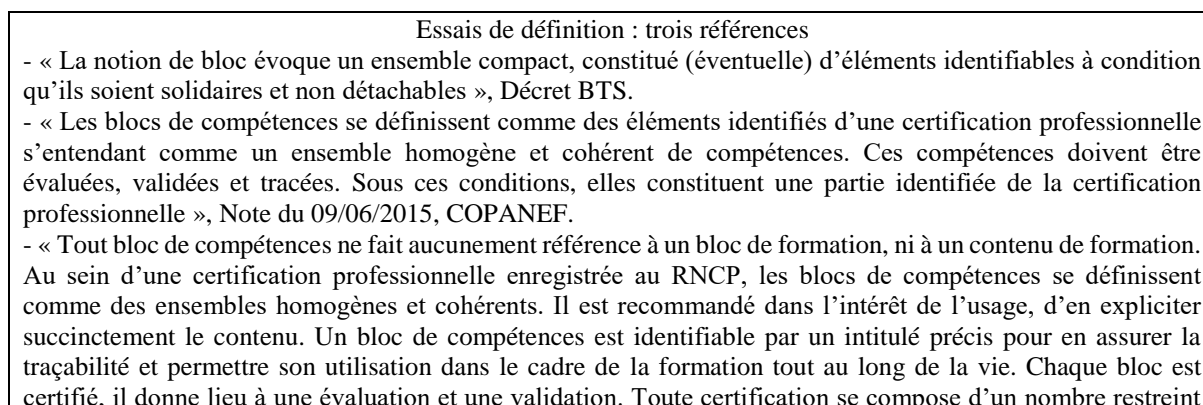 Essais de définition : trois références
- « La notion de bloc évoque un ensemble compact, constitué (éventuelle) d’éléments identifiables à condition
qu’ils soient solidaires et non détachables », Décret BTS.
- « Les blocs de compétences se définissent comme des éléments identifiés d’une certification professionnelle
s’entendant comme un ensemble homogène et cohérent de compétences. Ces compétences doivent être
évaluées, validées et tracées. Sous ces conditions, elles constituent une partie identifiée de la certification
professionnelle », Note du 09/06/2015, COPANEF.
- « Tout bloc de compétences ne fait aucunement référence à un bloc de formation, ni à un contenu de formation.
Au sein d’une certification professionnelle enregistrée au RNCP, les blocs de compétences se définissent
comme des ensembles homogènes et cohérents. Il est recommandé dans l’intérêt de l’usage, d’en expliciter
succinctement le contenu. Un bloc de compétences est identifiable par un intitulé précis pour en assurer la
traçabilité et permettre son utilisation dans le cadre de la formation tout au long de la vie. Chaque bloc est
certifié, il donne lieu à une évaluation et une validation. Toute certification se compose d’un nombre restreint